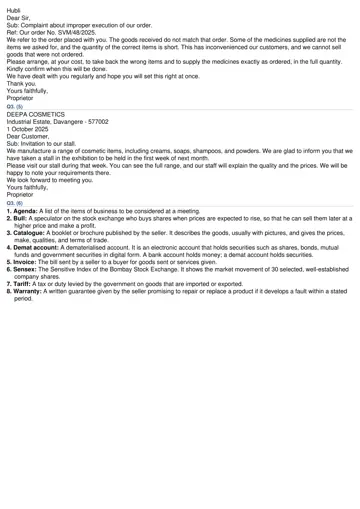 Hubli
Dear Sir,
Sub: Complaint about improper execution of our order.
Ref: Our order No. SVM/48/2025.
We refer to the order placed with you. The goods received do not match that order. Some of the medicines supplied are not the
items we asked for, and the quantity of the correct items is short. This has inconvenienced our customers, and we cannot sell
goods that were not ordered.
Please arrange, at your cost, to take back the wrong items and to supply the medicines exactly as ordered, in the full quantity.
Kindly confirm when this will be done.
We have dealt with you regularly and hope you will set this right at once.
Thank you,
Yours faithfully,
Proprietor
Q3. (5)
DEEPA COSMETICS
Industrial Estate, Davangere - 577002
1 October 2025
Dear Customer,
Sub: Invitation to our stall.
We manufacture a range of cosmetic items, including creams, soaps, shampoos, and powders. We are glad to inform you that we
have taken a stall in the exhibition to be held in the first week of next month.
Please visit our stall during that week. You can see the full range, and our staff will explain the quality and the prices. We will be
happy to note your requirements there.
We look forward to meeting you.
Yours faithfully,
Proprietor
Q3. (6)
1. Agenda: A list of the items of business to be considered at a meeting.
2. Bull: A speculator on the stock exchange who buys shares when prices are expected to rise, so that he can sell them later at a
higher price and make a profit.
3. Catalogue: A booklet or brochure published by the seller. It describes the goods, usually with pictures, and gives the prices,
make, qualities, and terms of trade.
4. Demat account: A dematerialised account. It is an electronic account that holds securities such as shares, bonds, mutual
funds and government securities in digital form. A bank account holds money; a demat account holds securities.
5. Invoice: The bill sent by a seller to a buyer for goods sent or services given.
6. Sensex: The Sensitive Index of the Bombay Stock Exchange. It shows the market movement of 30 selected, well-established
company shares.
7. Tariff: A tax or duty levied by the government on goods that are imported or exported.
8. Warranty: A written guarantee given by the seller promising to repair or replace a product if it develops a fault within a stated
period.